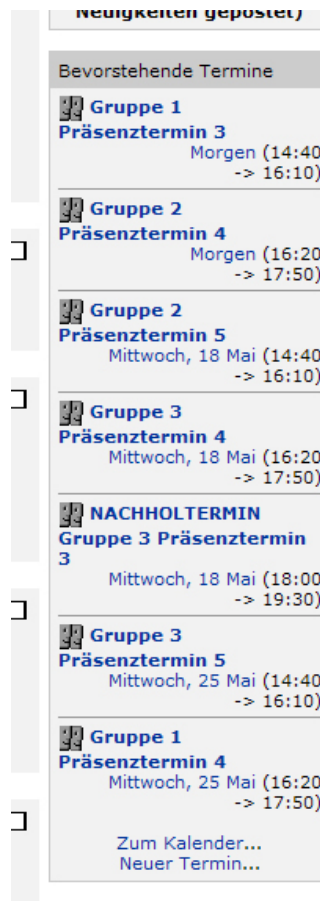 Neuigkeiten gepostet)
Bevorstehende Termine
Gruppe 1
Präsenztermin 3
Morgen (14:40
-> 16:10)
Gruppe 2
Präsenztermin 4
Morgen (16:20
-> 17:50)
Gruppe 2
Präsenztermin 5
Mittwoch, 18 Mai (14:40
-> 16:10)
Gruppe 3
Präsenztermin 4
Mittwoch, 18 Mai (16:20
-> 17:50)
NACHHOLTERMIN
Gruppe 3 Präsenztermin
3
Mittwoch, 18 Mai (18:00
-> 19:30)
Gruppe 3
Präsenztermin 5
Mittwoch, 25 Mai (14:40
-> 16:10)
Gruppe 1
Präsenztermin 4
Mittwoch, 25 Mai (16:20
-> 17:50)
Zum Kalender...
Neuer Termin...